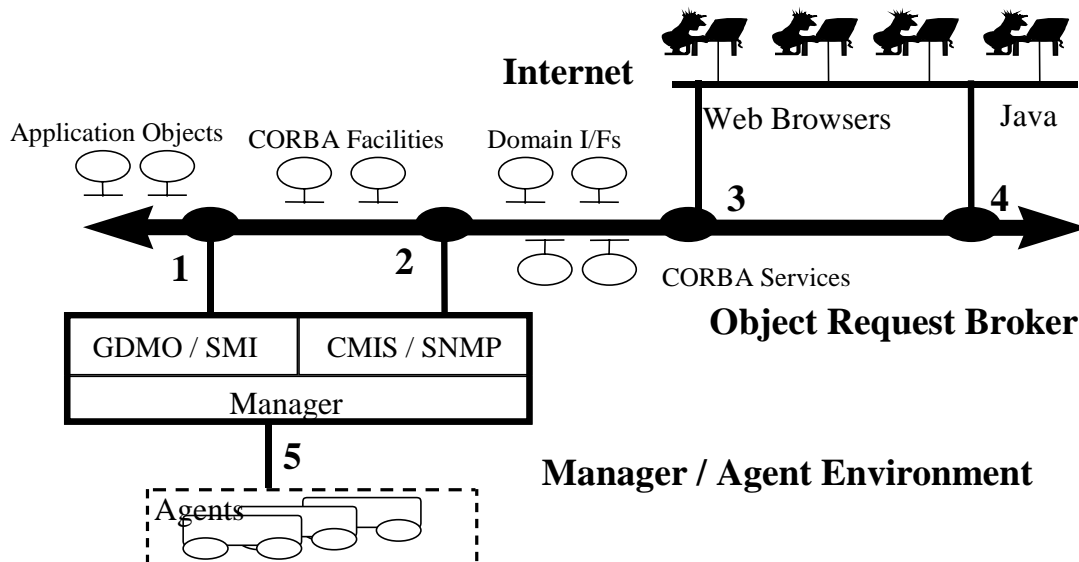 Internet
Web Browsers
Java
Application Objects
CORBA Facilities
Domain I/Fs
3
4
1
2
CORBA Services
Object Request Broker
GDMO / SMI
CMIS / SNMP
Manager
5
Manager / Agent Environment
Agents